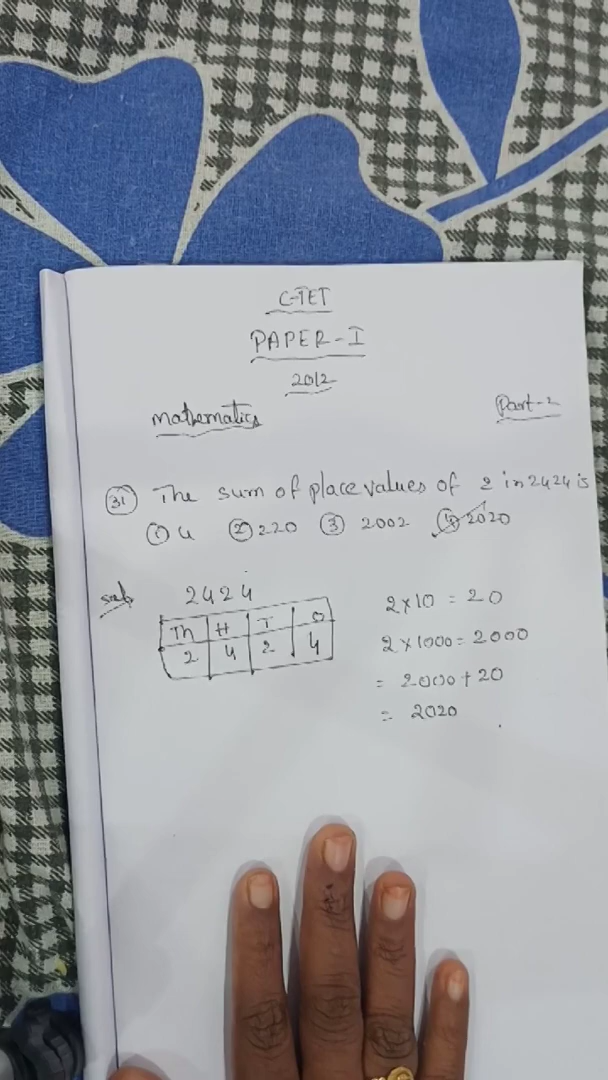 C-TET
PAPER-I
2012
Mathematics
Part-2
31 The sum of place values of 2 in 2424 is
① 4 ② 220 ③ 2002 ④ 2020
Sol
2424
Th H T O
2 4 2 4
2×10 = 20
2×1000 = 2000
= 2000+20
= 2020